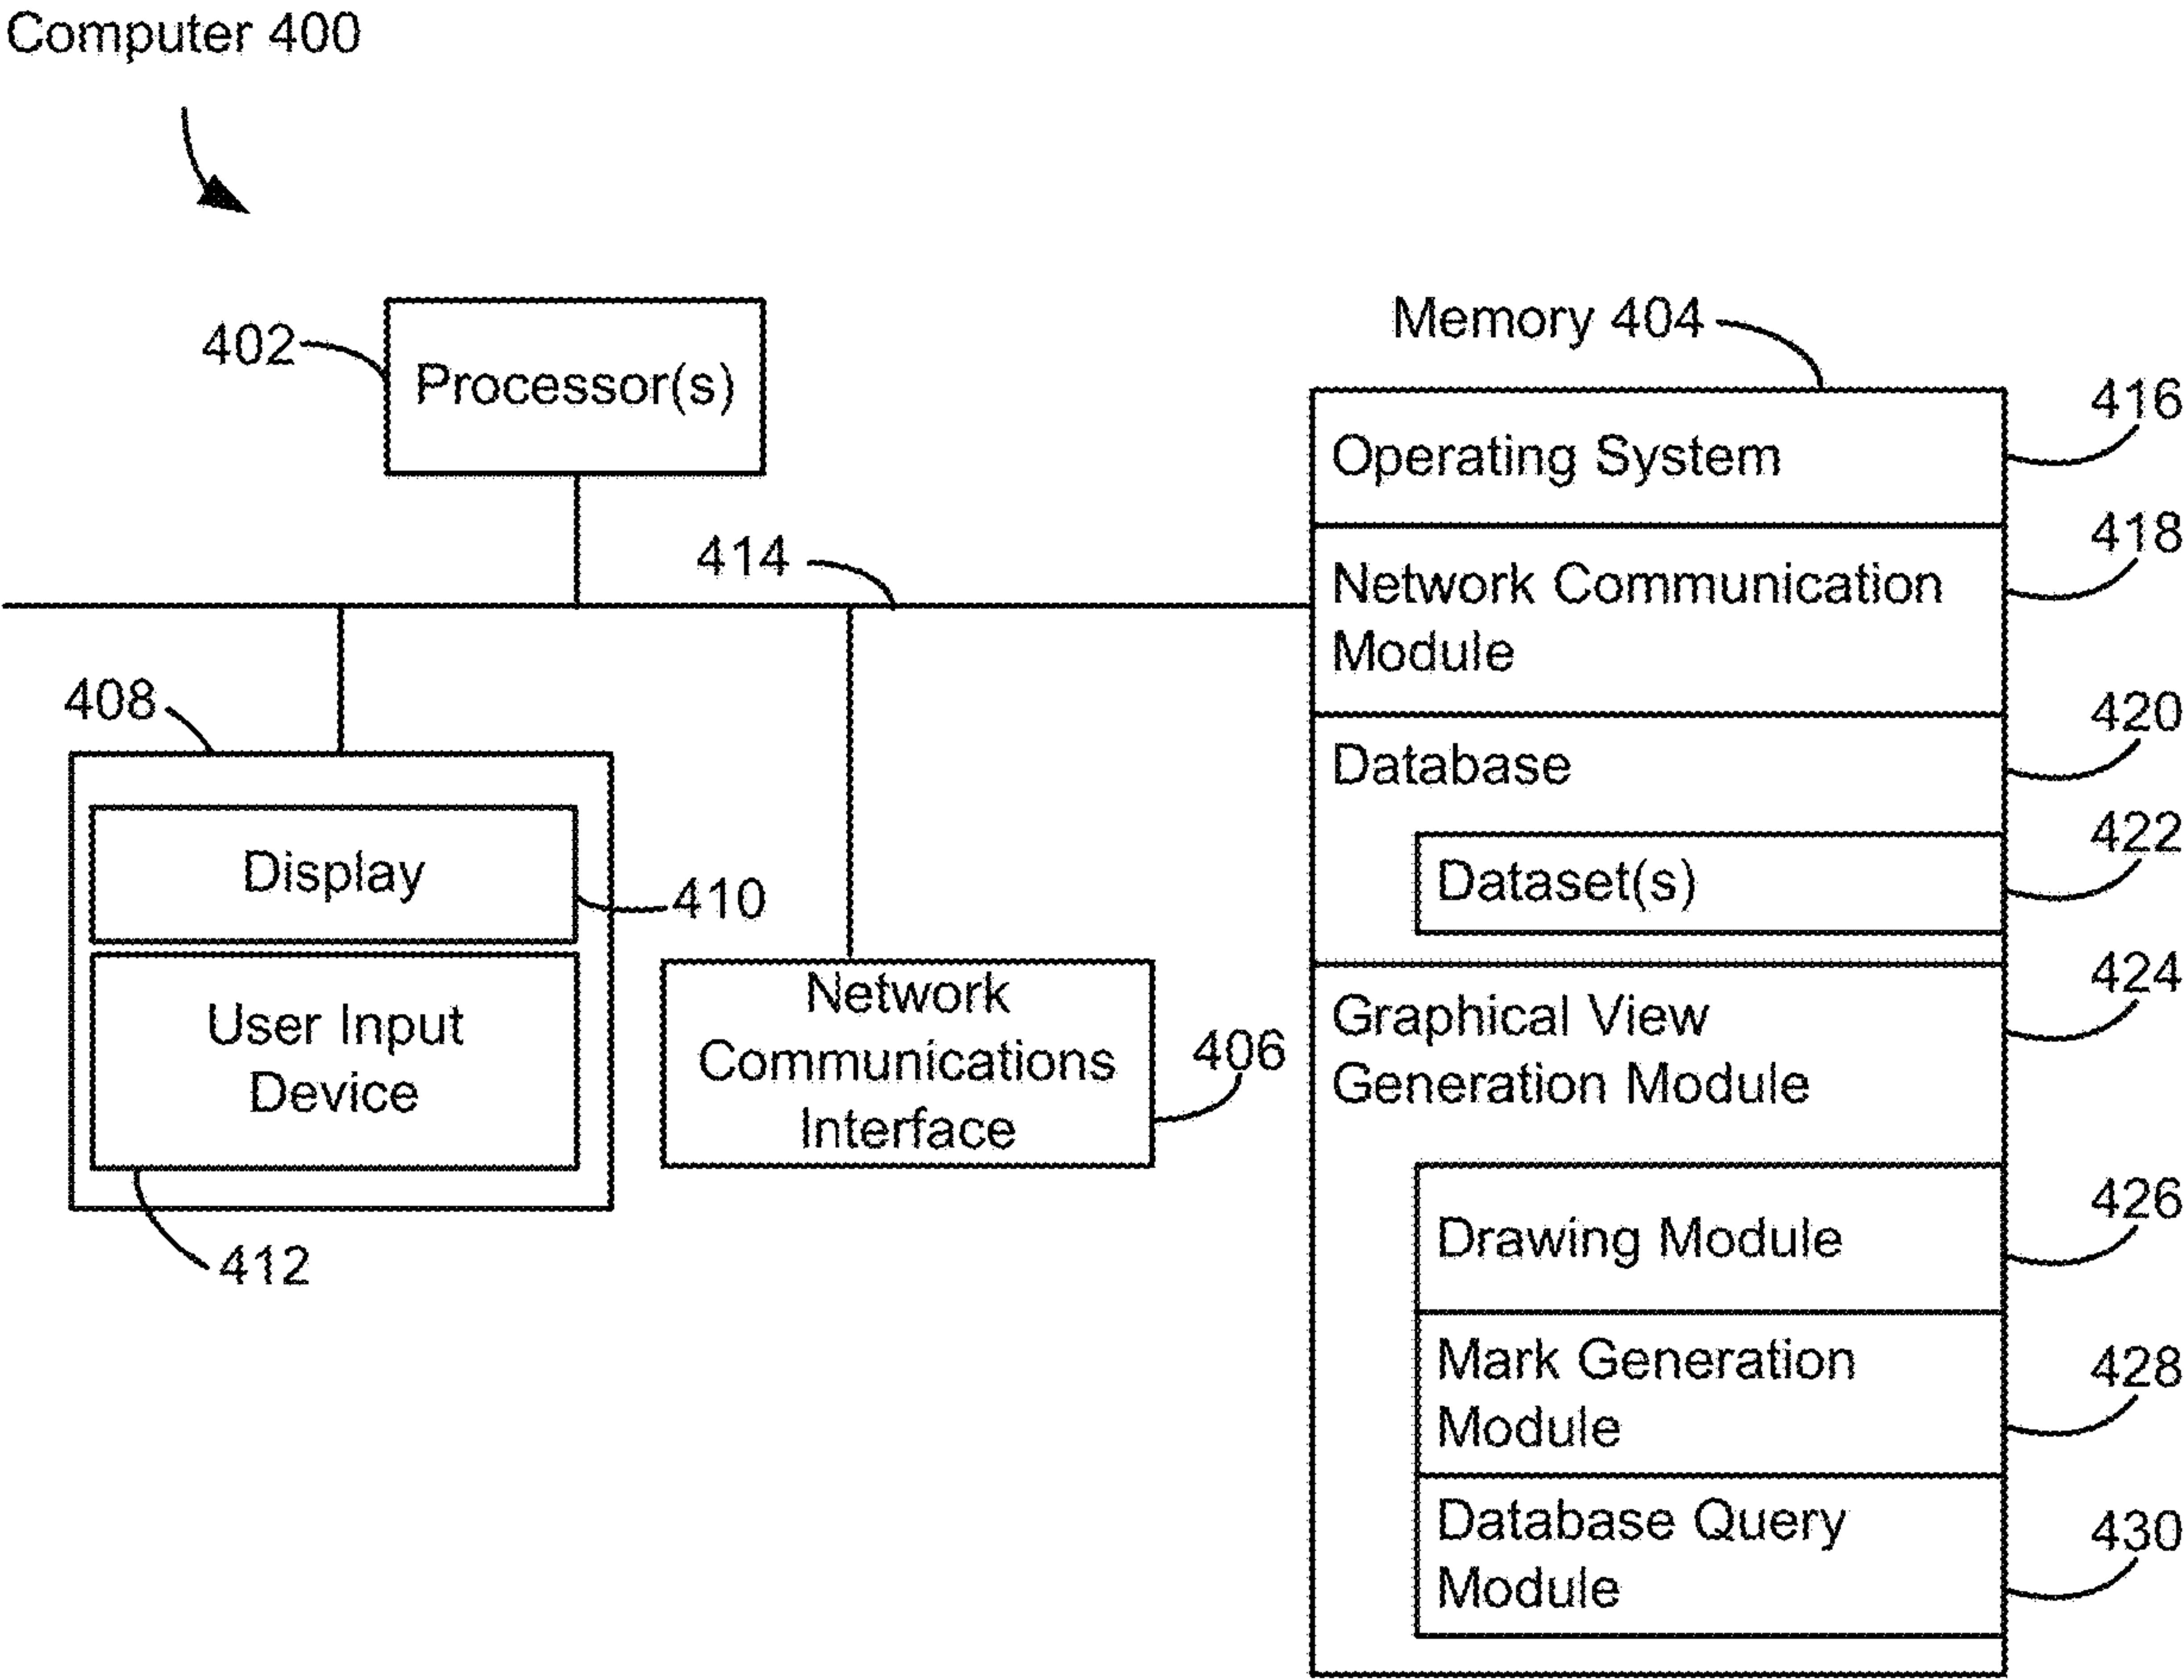 Computer 400
402
Processor(s)
414
408
Display
410
User Input
Device
412
Network
Communications
Interface
406
Memory 404
Operating System
416
Network Communication
Module
418
Database
420
Dataset(s)
422
Graphical View
Generation Module
424
Drawing Module
426
Mark Generation
Module
428
Database Query
Module
430